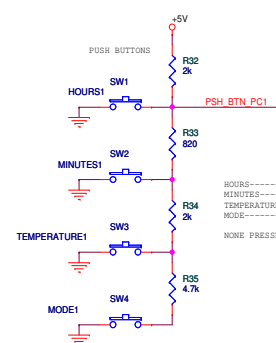 +5V
PUSH BUTTONS
R32
2k
SW1
HOURS1
PSH_BTN_PC1
R33
820
SW2
MINUTES1
HOURS------
MINUTES----
TEMPERATURE
MODE-------
NONE PRESS
R34
2k
SW3
TEMPERATURE1
R35
4.7k
SW4
MODE1